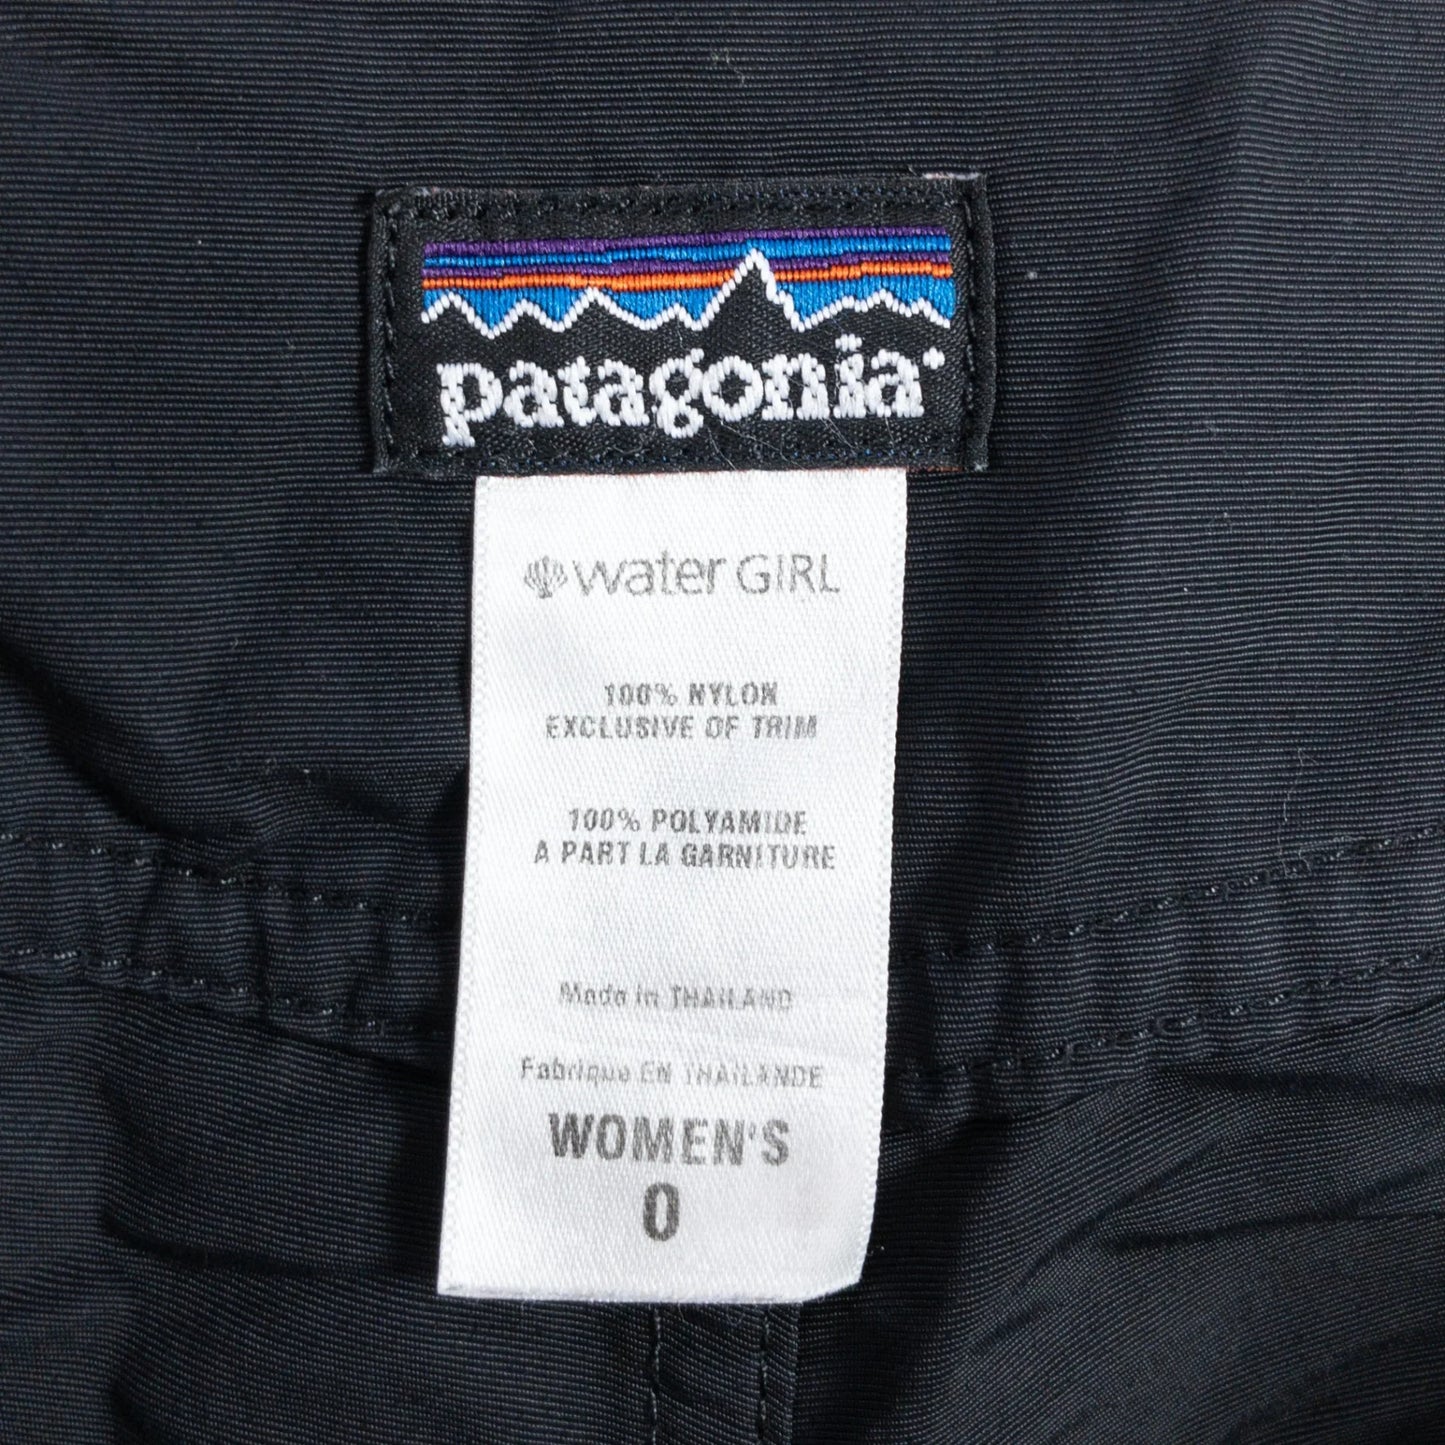 patagonia
water GIRL
100% NYLON
EXCLUSIVE OF TRIM
100% POLYAMIDE
A PART LA GARNITURE
Made in THAILAND
Fabrique EN THAILANDE
WOMEN'S
0